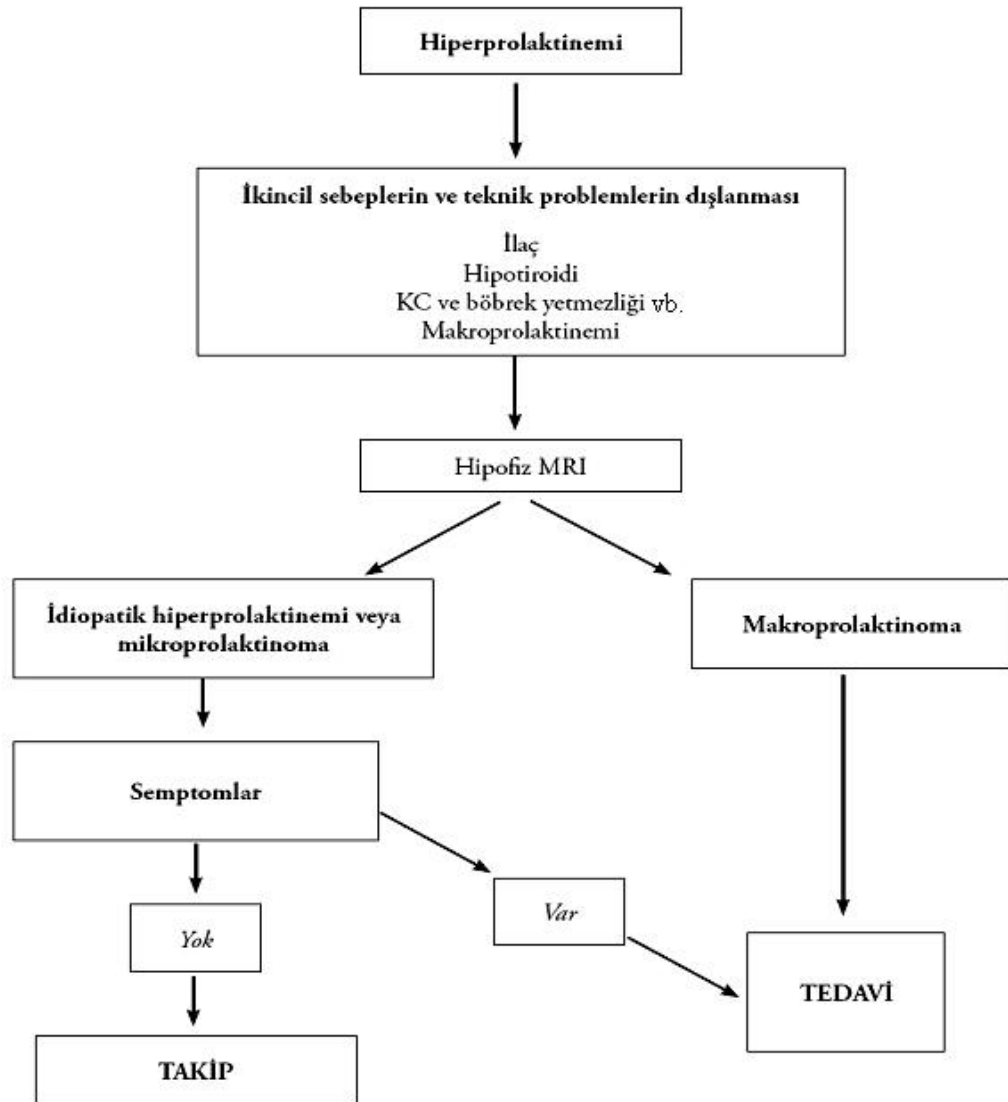 Hiperprolaktinemi
İkincil sebeplerin ve teknik problemlerin dışlanması
İlaç
Hipotiroidi
KC ve böbrek yetmezliği vb.
Makroprolaktinemi
Hipofiz MRI
İdiopatik hiperprolaktinemi veya
mikroprolaktinoma
Makroprolaktinoma
Semptomlar
Var
Yok
TEDAVİ
TAKİP